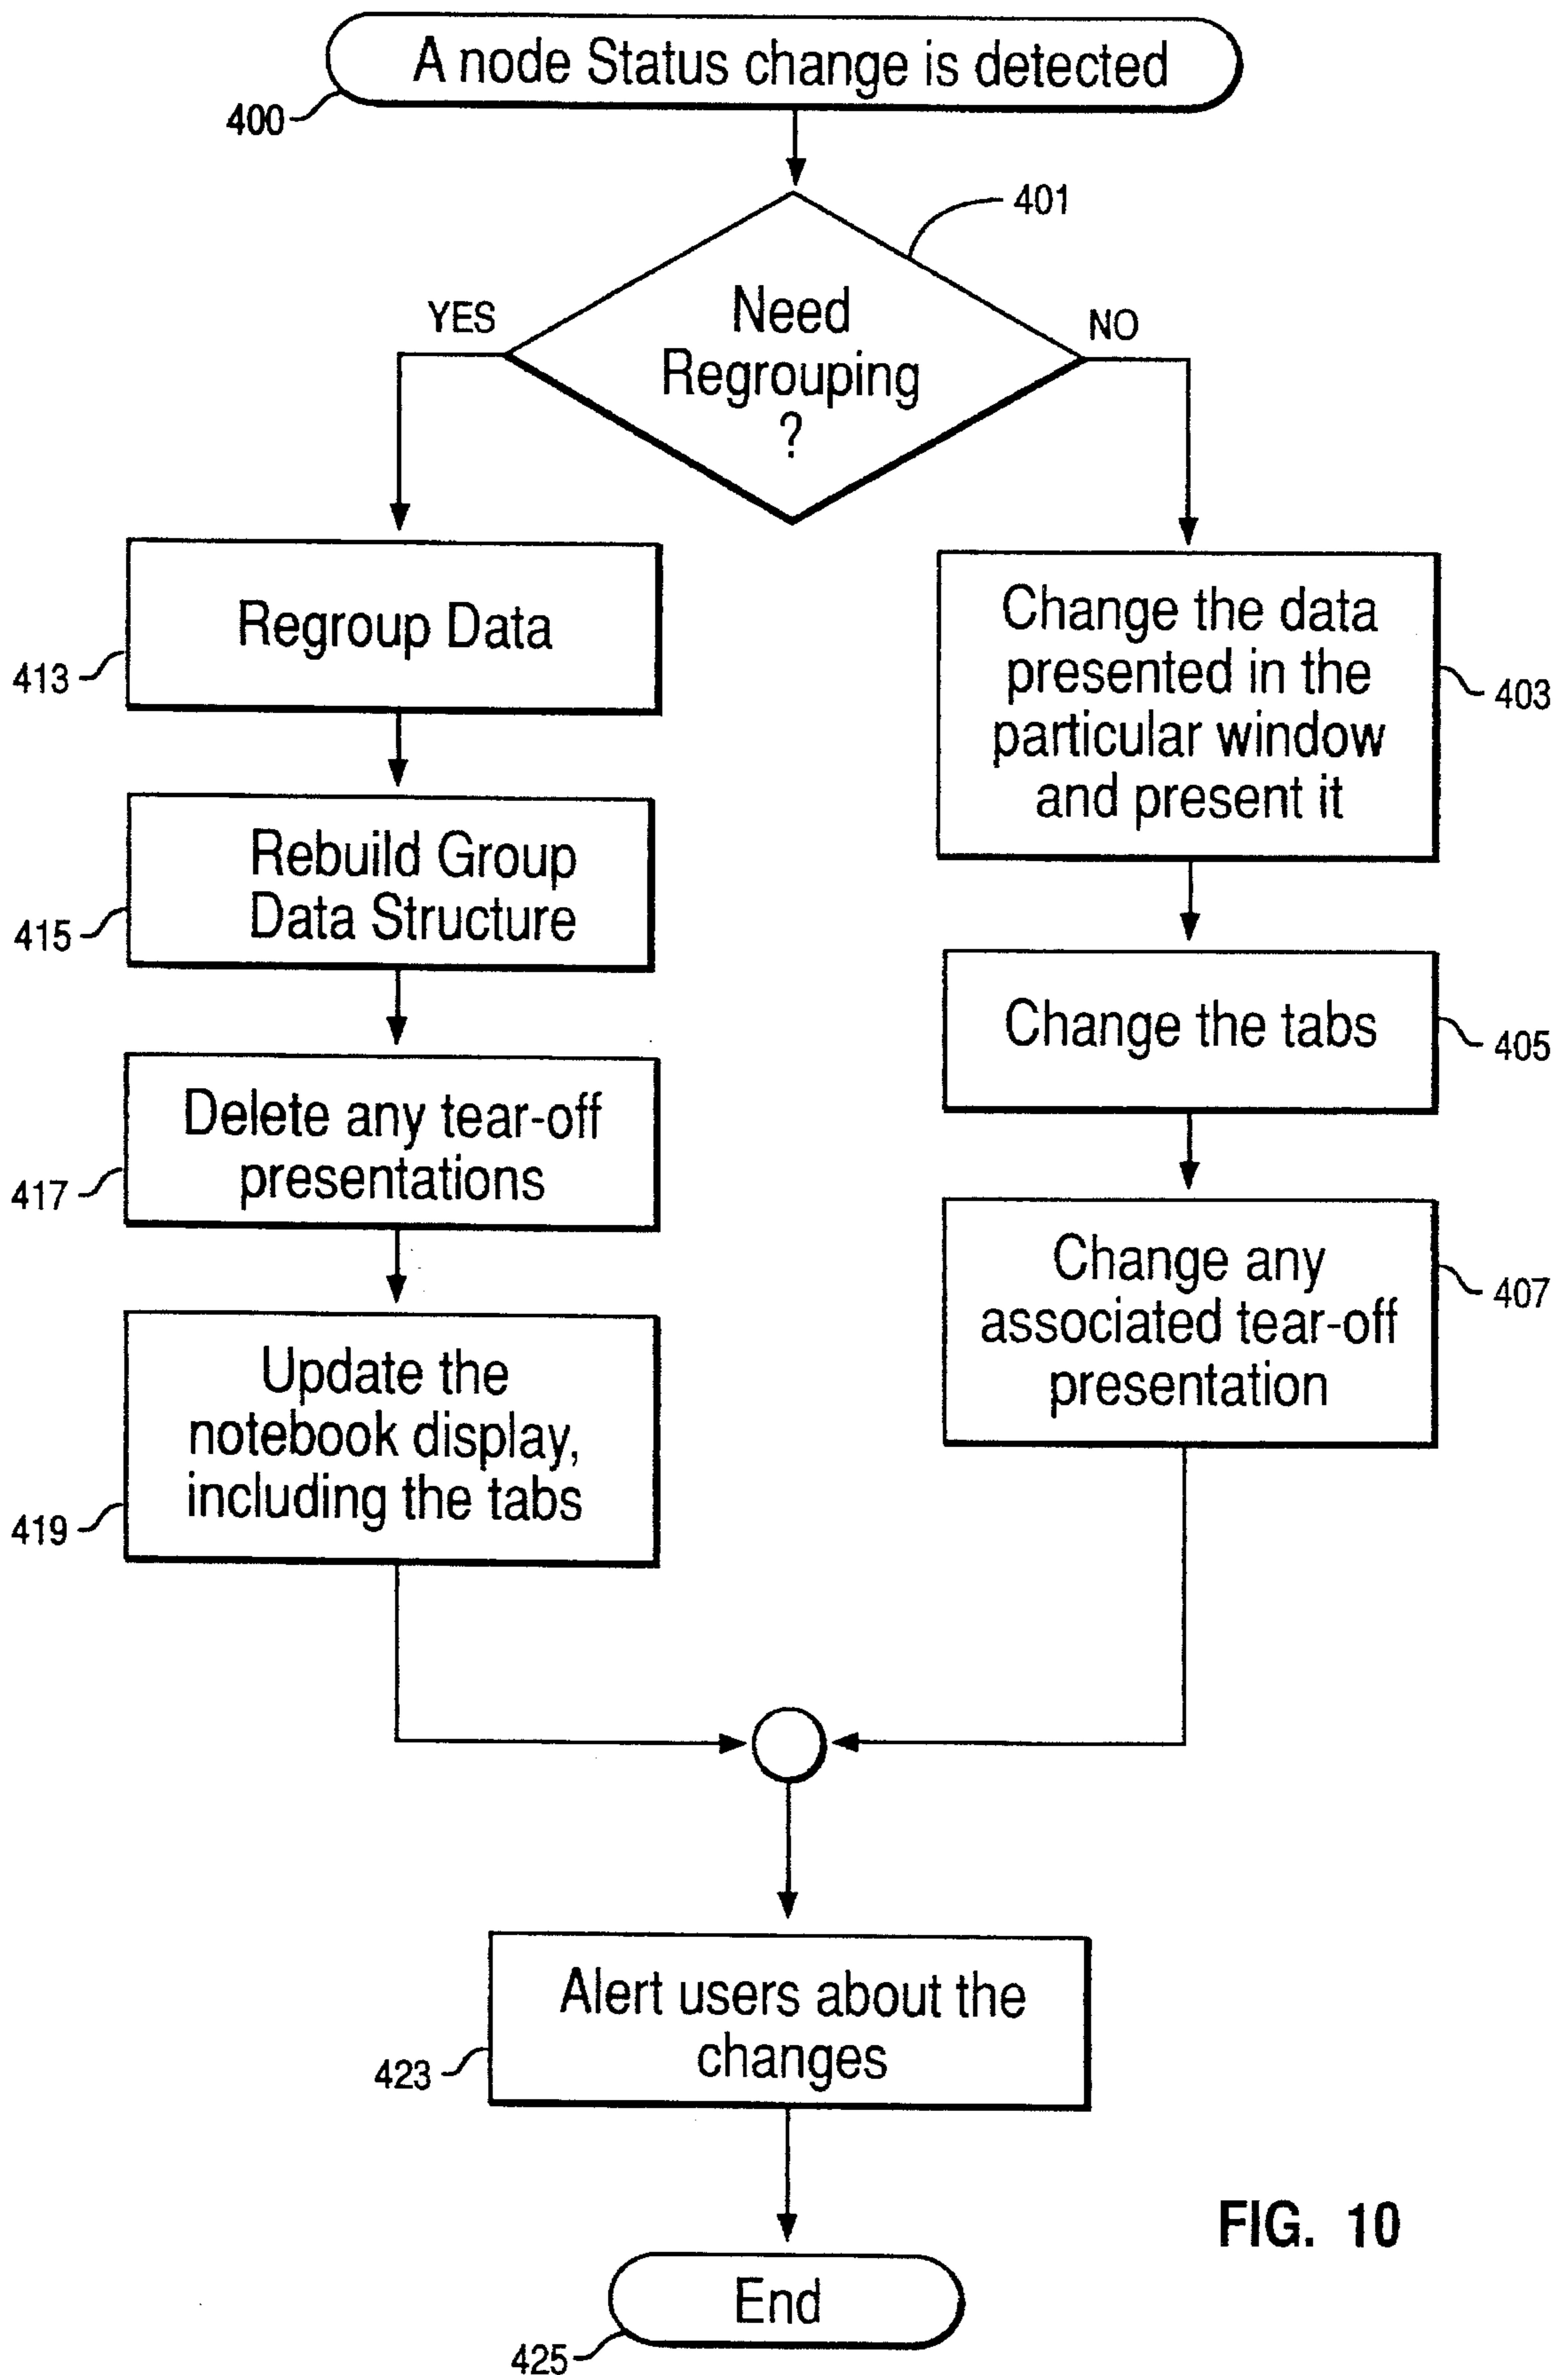 A node Status change is detected
400
401
YES
NO
Need
Regrouping
?
Regroup Data
413
Change the data
presented in the
particular window
and present it
403
Rebuild Group
Data Structure
415
Change the tabs
405
Delete any tear-off
presentations
417
Change any
associated tear-off
presentation
407
Update the
notebook display,
including the tabs
419
Alert users about the
changes
423
FIG. 10
End
425